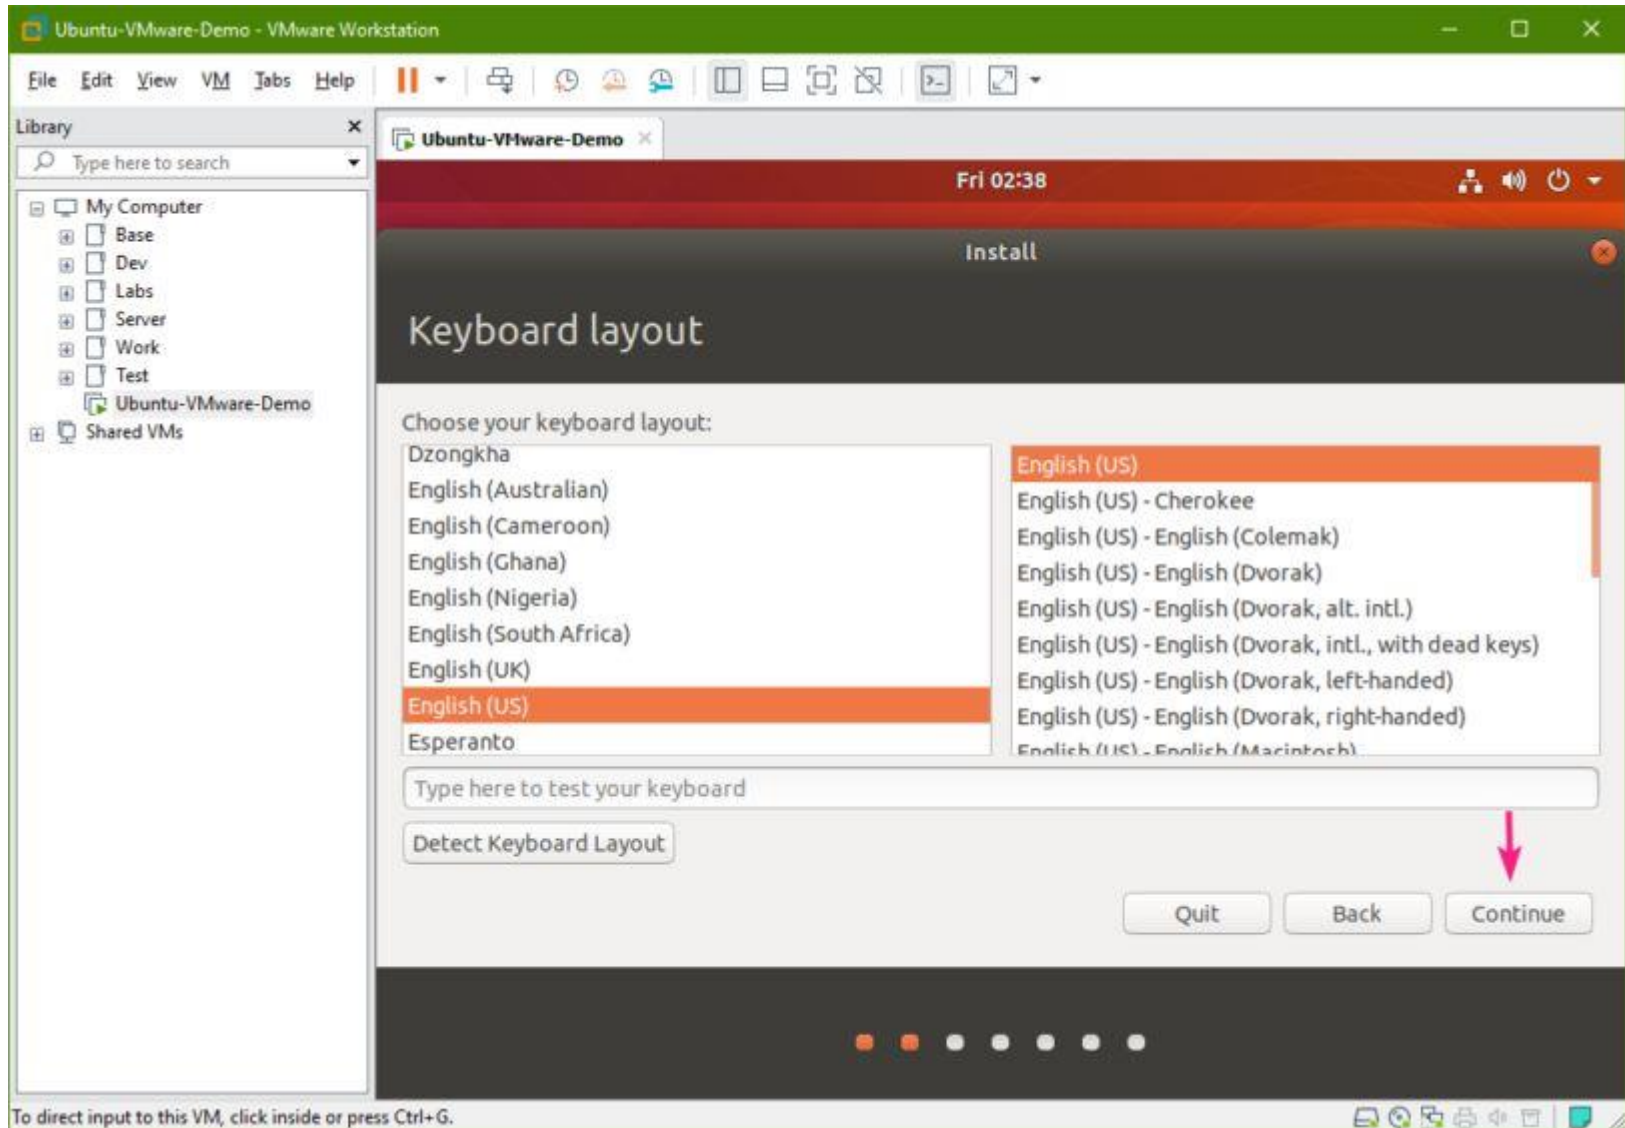 Ubuntu-VMware-Demo - VMware Workstation
File Edit View VM Tabs Help
Library
Type here to search
My Computer
Base
Dev
Labs
Server
Work
Test
Ubuntu-VMware-Demo
Shared VMs
Ubuntu-VMware-Demo
Fri 02:38
Install
Keyboard layout
Choose your keyboard layout:
Dzongkha
English (Australian)
English (Cameroon)
English (Ghana)
English (Nigeria)
English (South Africa)
English (UK)
English (US)
Esperanto
English (US)
English (US) - Cherokee
English (US) - English (Colemak)
English (US) - English (Dvorak)
English (US) - English (Dvorak, alt. intl.)
English (US) - English (Dvorak, intl., with dead keys)
English (US) - English (Dvorak, left-handed)
English (US) - English (Dvorak, right-handed)
English (US) - English (Macintosh)
Type here to test your keyboard
Detect Keyboard Layout
Quit Back Continue
To direct input to this VM, click inside or press Ctrl+G.